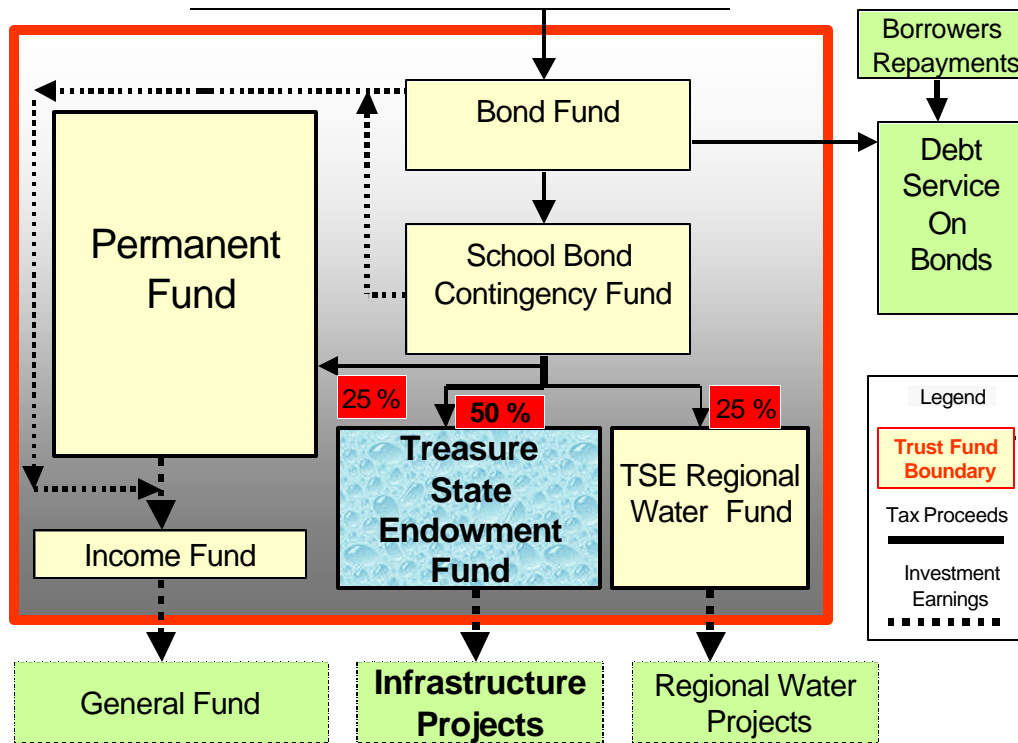 Borrowers
Repayments
Bond Fund
Debt
Service
On
Bonds
Permanent
Fund
School Bond
Contingency Fund
25 %
50 %
25 %
Treasure
State
Endowment
Fund
TSE Regional
Water Fund
Income Fund
Legend
Trust Fund
Boundary
Tax Proceeds
Investment
Earnings
General Fund
Infrastructure
Projects
Regional Water
Projects